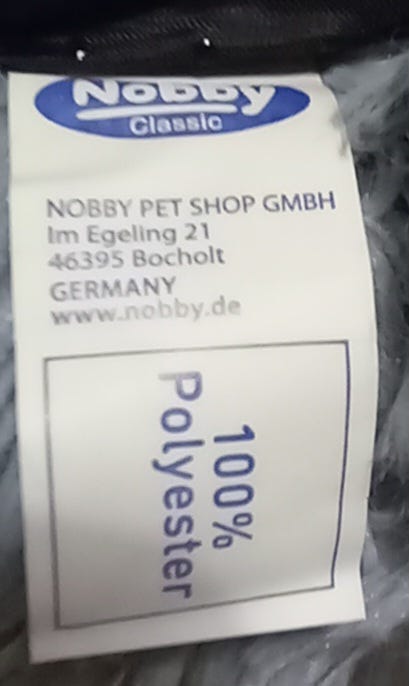 Nobby
Classic
NOBBY PET SHOP GMBH
Im Egeling 21
46395 Bocholt
GERMANY
www.nobby.de
100%
Polyester